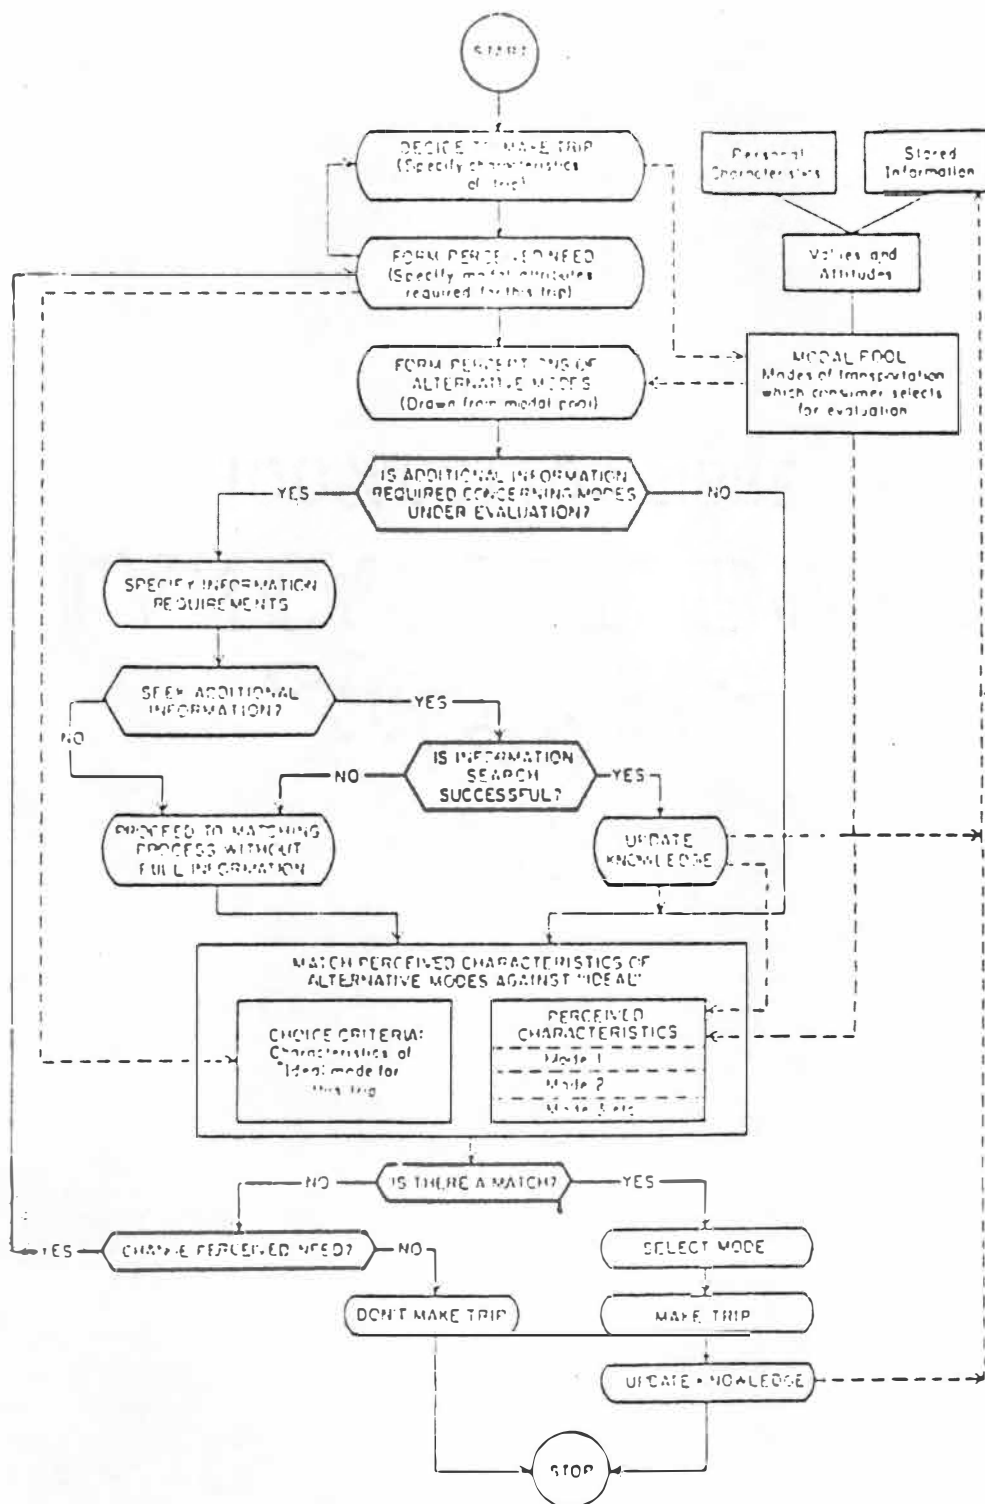 START
DECIDE TO MAKE TRIP
(Specify characteristics
of trip)
Personal
Characteristics
Stored
Information
Values and
Attitudes
FORM PERCEIVED NEED
(Specify modal attributes
required for this trip)
FORM PERCEPTIONS OF
ALTERNATIVE MODES
(Drawn from modal pool)
MODAL POOL
Modes of transportation
which consumer selects
for evaluation
IS ADDITIONAL INFORMATION
REQUIRED CONCERNING MODES
UNDER EVALUATION?
YES
NO
SPECIFY INFORMATION
REQUIREMENTS
SEEK ADDITIONAL
INFORMATION?
YES
NO
IS INFORMATION
SEARCH
SUCCESSFUL?
NO
YES
PROCEED TO MATCHING
PROCESS WITHOUT
FULL INFORMATION
UPDATE
KNOWLEDGE
MATCH PERCEIVED CHARACTERISTICS OF
ALTERNATIVE MODES AGAINST "IDEAL"
CHOICE CRITERIA:
Characteristics of
"Ideal mode for
this trip
PERCEIVED
CHARACTERISTICS
Mode 1
Mode 2
Mode 3, etc
IS THERE A MATCH?
NO
YES
CHANGE PERCEIVED NEED?
YES
NO
SELECT MODE
DON'T MAKE TRIP
MAKE TRIP
UPDATE KNOWLEDGE
STOP